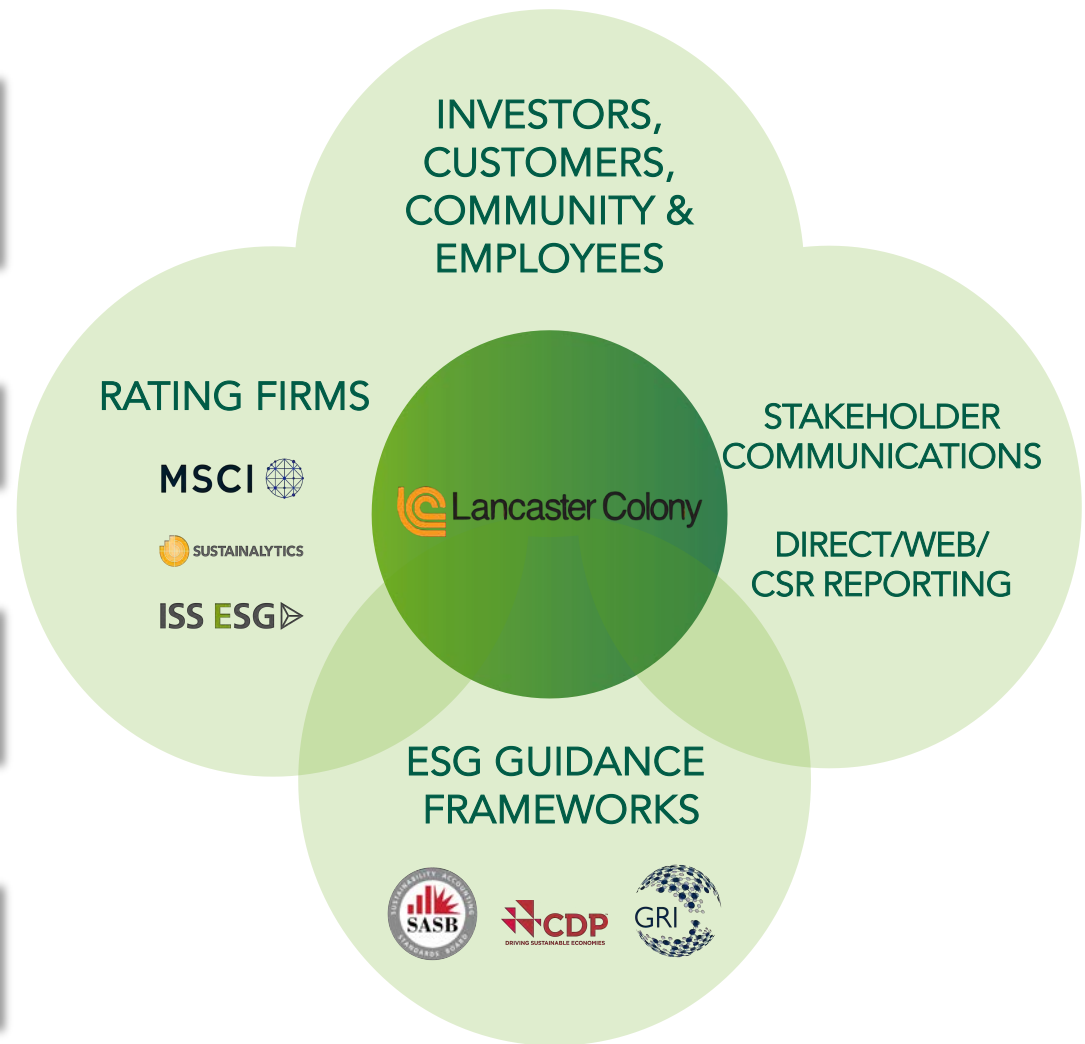 INVESTORS,
CUSTOMERS,
COMMUNITY &
EMPLOYEES
RATING FIRMS
MSCI
SUSTAINALYTICS
ISS ESG
Lancaster Colony
STAKEHOLDER
COMMUNICATIONS
DIRECT/WEB/
CSR REPORTING
ESG GUIDANCE
FRAMEWORKS
SUSTAINABILITY ACCOUNTING
SASB
STANDARDS BOARD
CDP
DRIVING SUSTAINABLE ECONOMIES
GRI